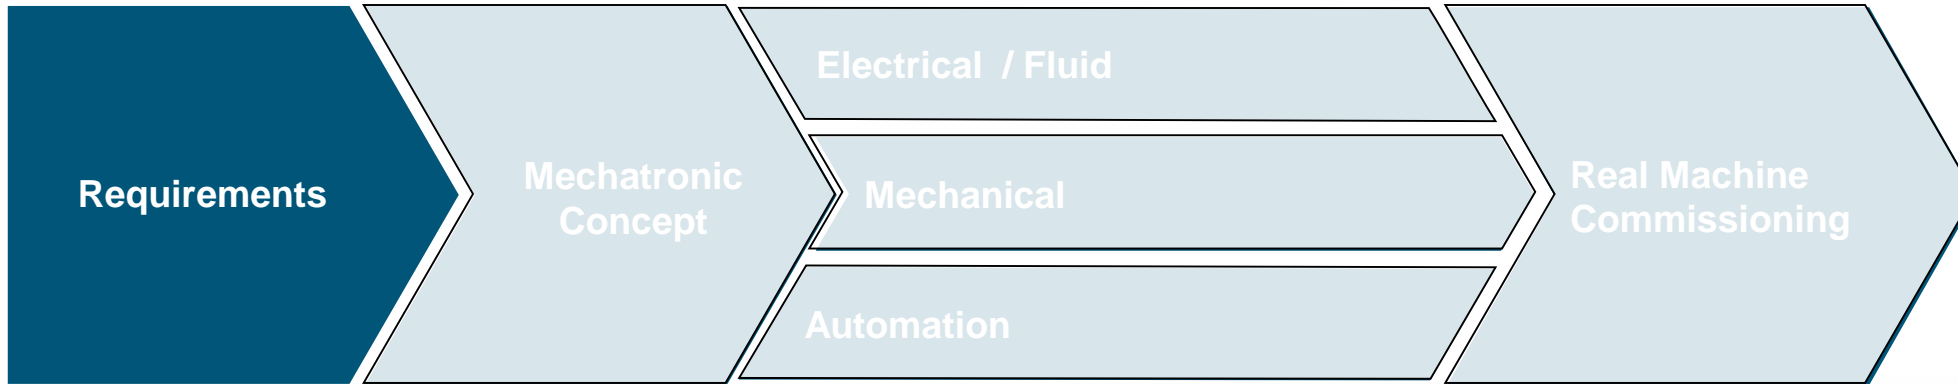 Requirements
Mechatronic
Concept
Electrical / Fluid
Mechanical
Automation
Real Machine
Commissioning